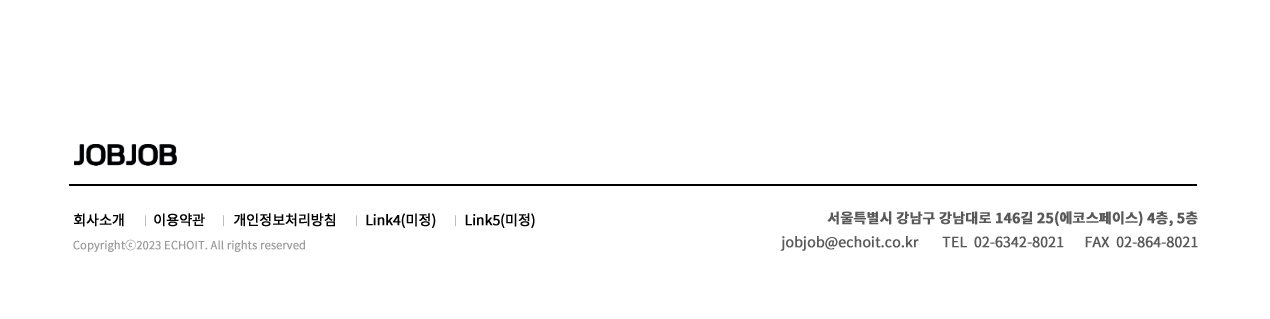 JOBJOB
회사소개 | 이용약관 | 개인정보처리방침 | Link4(미정) | Link5(미정)
Copyrightⓒ2023 ECHOIT. All rights reserved
서울특별시 강남구 강남대로 146길 25(에코스페이스) 4층, 5층
jobjob@echoit.co.kr TEL 02-6342-8021 FAX 02-864-8021